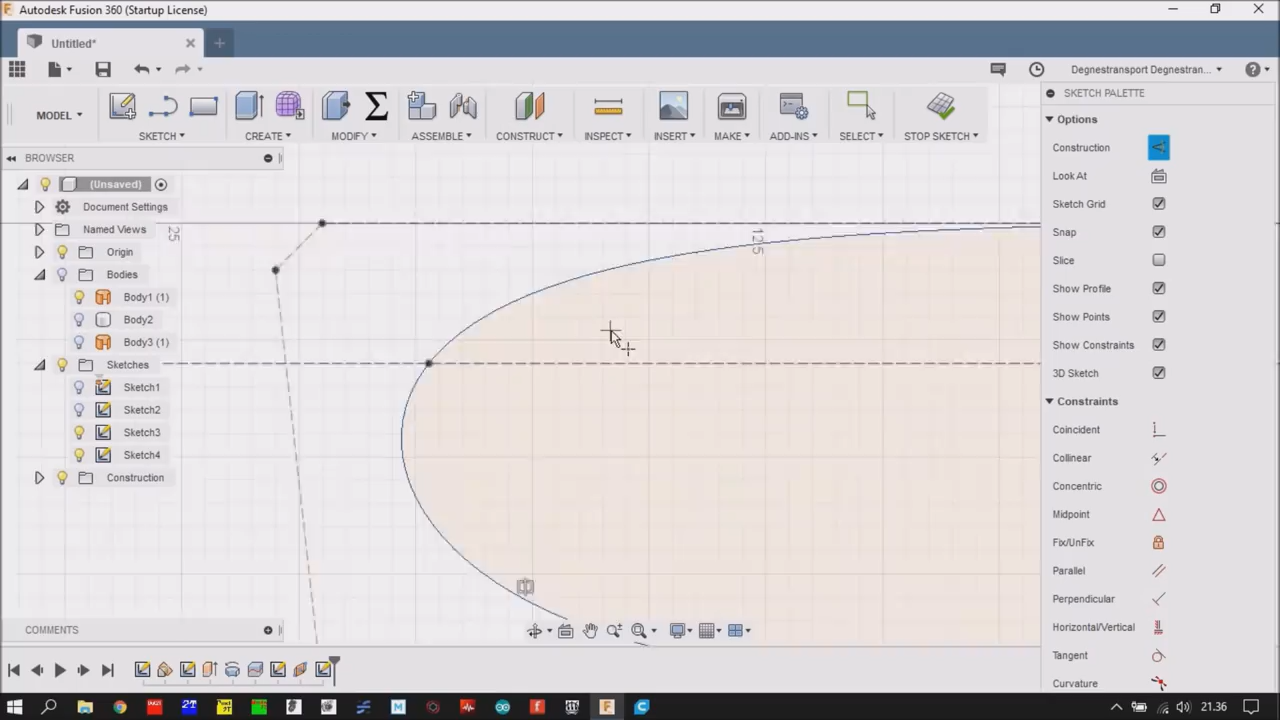 Autodesk Fusion 360 (Startup License)
Untitled*
Degnestransport Degnestran...
MODEL
SKETCH
CREATE
MODIFY
ASSEMBLE
CONSTRUCT
INSPECT
INSERT
MAKE
ADD-INS
SELECT
STOP SKETCH
SKETCH PALETTE
Options
Construction
Look At
Sketch Grid
Snap
Slice
Show Profile
Show Points
Show Constraints
3D Sketch
Constraints
Coincident
Collinear
Concentric
Midpoint
Fix/UnFix
Parallel
Perpendicular
Horizontal/Vertical
Tangent
Curvature
BROWSER
(Unsaved)
Document Settings
Named Views
Origin
Bodies
Body1 (1)
Body2
Body3 (1)
Sketches
Sketch1
Sketch2
Sketch3
Sketch4
Construction
25
12.5
COMMENTS
21.36